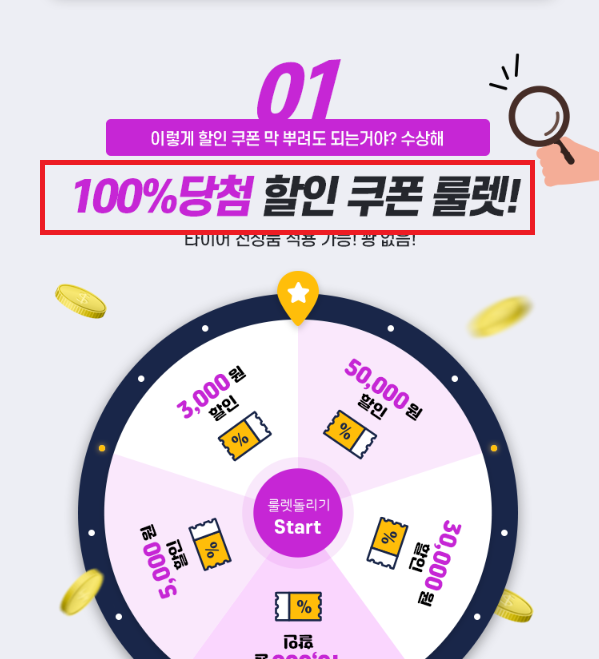 01
이렇게 할인 쿠폰 막 뿌려도 되는거야? 수상해
100%당첨 할인 쿠폰 룰렛!
타이어 전상품 적용 가능! 꽝 없음!
3,000원
할인
%
50,000원
할인
%
30,000원
할인
%
5,000원
할인
%
룰렛돌리기
Start
%
할인